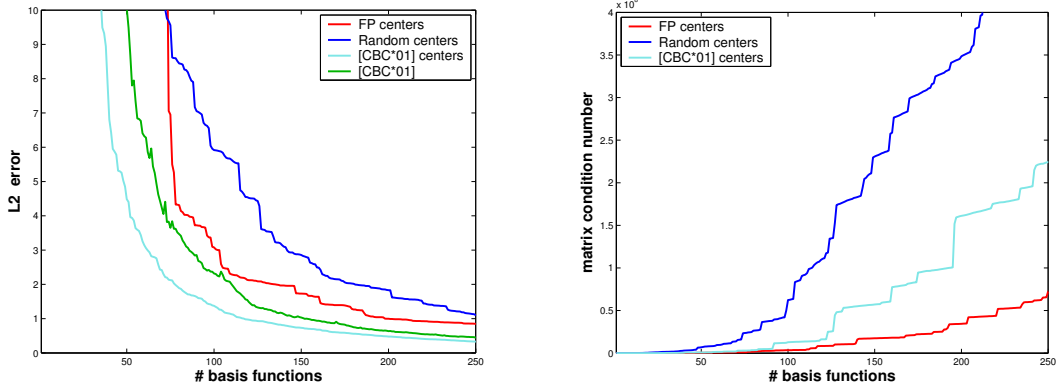 10
9
8
7
6
5
4
3
2
1
0
L2 error
50
100
150
200
250
# basis functions
FP centers
Random centers
[CBC*01] centers
[CBC*01]
4
3.5
3
2.5
2
1.5
1
0.5
0
matrix condition number
50
100
150
200
250
# basis functions
FP centers
Random centers
[CBC*01] centers